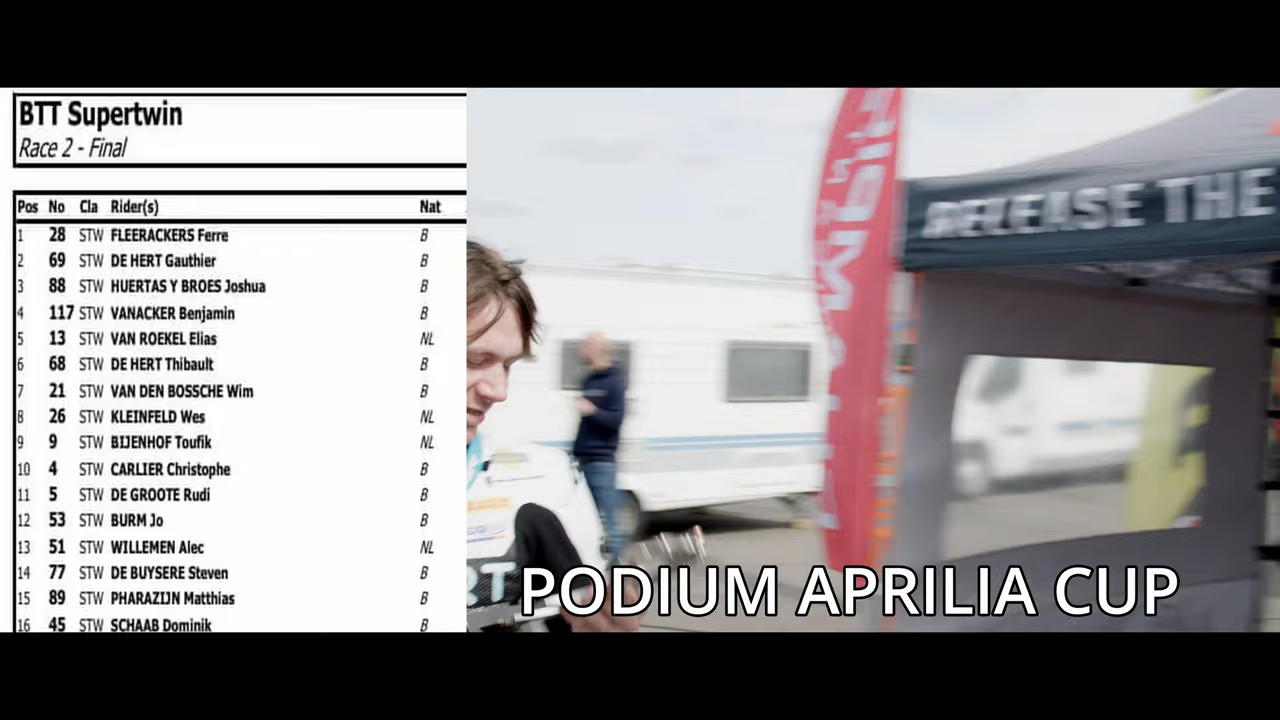 BTT Supertwin
Race 2 - Final
Pos No Cla Rider(s) Nat
1 28 STW FLEERACKERS Ferre B
2 69 STW DE HERT Gauthier B
3 88 STW HUERTAS Y BROES Joshua B
4 117 STW VANACKER Benjamin B
5 13 STW VAN ROEKEL Elias NL
6 68 STW DE HERT Thibault B
7 21 STW VAN DEN BOSSCHE Wim B
8 26 STW KLEINFELD Wes NL
9 9 STW BIJENHOF Toufik NL
10 4 STW CARLIER Christophe B
11 5 STW DE GROOTE Rudi B
12 53 STW BURM Jo B
13 51 STW WILLEMEN Alec NL
14 77 STW DE BUYSERE Steven B
15 89 STW PHARAZIJN Matthias B
16 45 STW SCHAAB Dominik B
RELEASE THE
RT
PODIUM APRILIA CUP